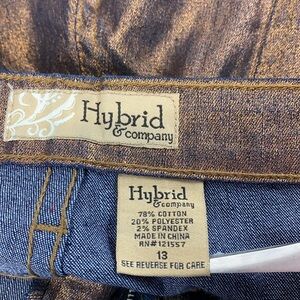 Hybrid
& company
Hybrid
& company
78% COTTON
20% POLYESTER
2% SPANDEX
MADE IN CHINA
RN#121557
13
SEE REVERSE FOR CARE